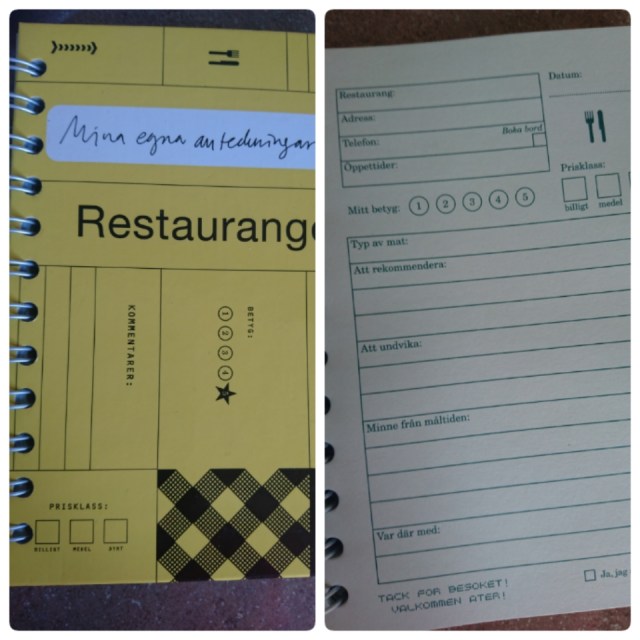 Mina egna anteckningar
Restaurang
KOMMENTARER:
BETYG:
1
2
3
4
PRISKLASS:
BILLIGT MEDEL DYRT
Restaurang:
Datum:
Adress:
Telefon:
Boka bord
Öppettider:
Mitt betyg: 1 2 3 4 5
Prisklass:
billigt medel
Typ av mat:
Att rekommendera:
Att undvika:
Minne från måltiden:
Var där med:
Ja, jag
TACK FÖR BESÖKET!
VÄLKOMMEN ÅTER!